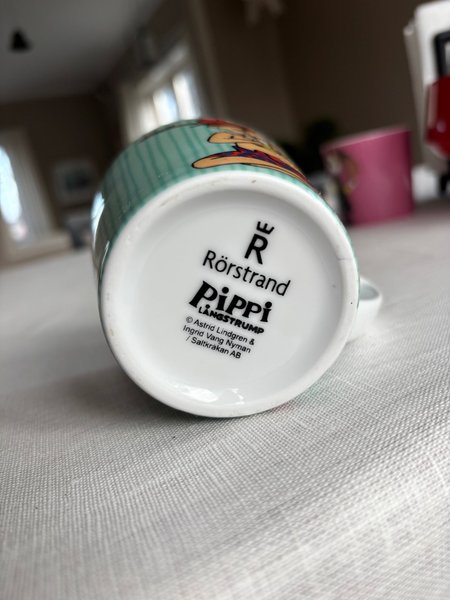 R
Rörstrand
PiPPi
LÅNGSTRUMP
© Astrid Lindgren &
Ingrid Vang Nyman
/ Saltkråkan AB